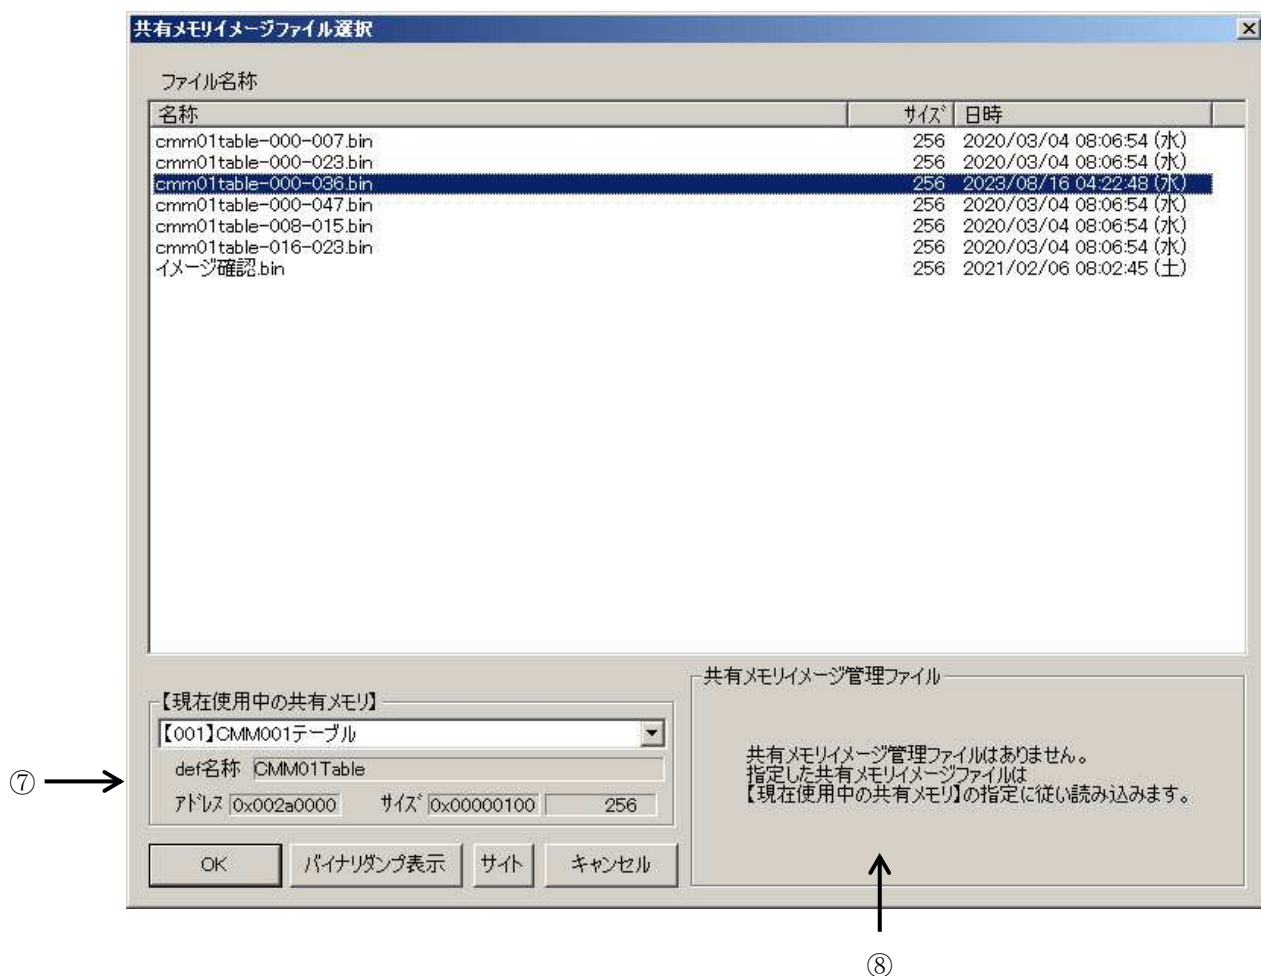 共有メモリイメージファイル選択
ファイル名称
名称 サイズ 日時
cmm01table-000-007.bin 256 2020/03/04 08:06:54 (水)
cmm01table-000-023.bin 256 2020/03/04 08:06:54 (水)
cmm01table-000-036.bin 256 2023/08/16 04:22:48 (水)
cmm01table-000-047.bin 256 2020/03/04 08:06:54 (水)
cmm01table-008-015.bin 256 2020/03/04 08:06:54 (水)
cmm01table-016-023.bin 256 2020/03/04 08:06:54 (水)
イメージ確認.bin 256 2021/02/06 08:02:45 (土)
【現在使用中の共有メモリ】
【001】CMM001テーブル
def名称 CMM01Table
アドレス 0x002a0000 サイズ 0x00000100 256
⑦
OK バイナリダンプ表示 サイト キャンセル
共有メモリイメージ管理ファイル
共有メモリイメージ管理ファイルはありません。
指定した共有メモリイメージファイルは
【現在使用中の共有メモリ】の指定に従い読み込みます。
⑧